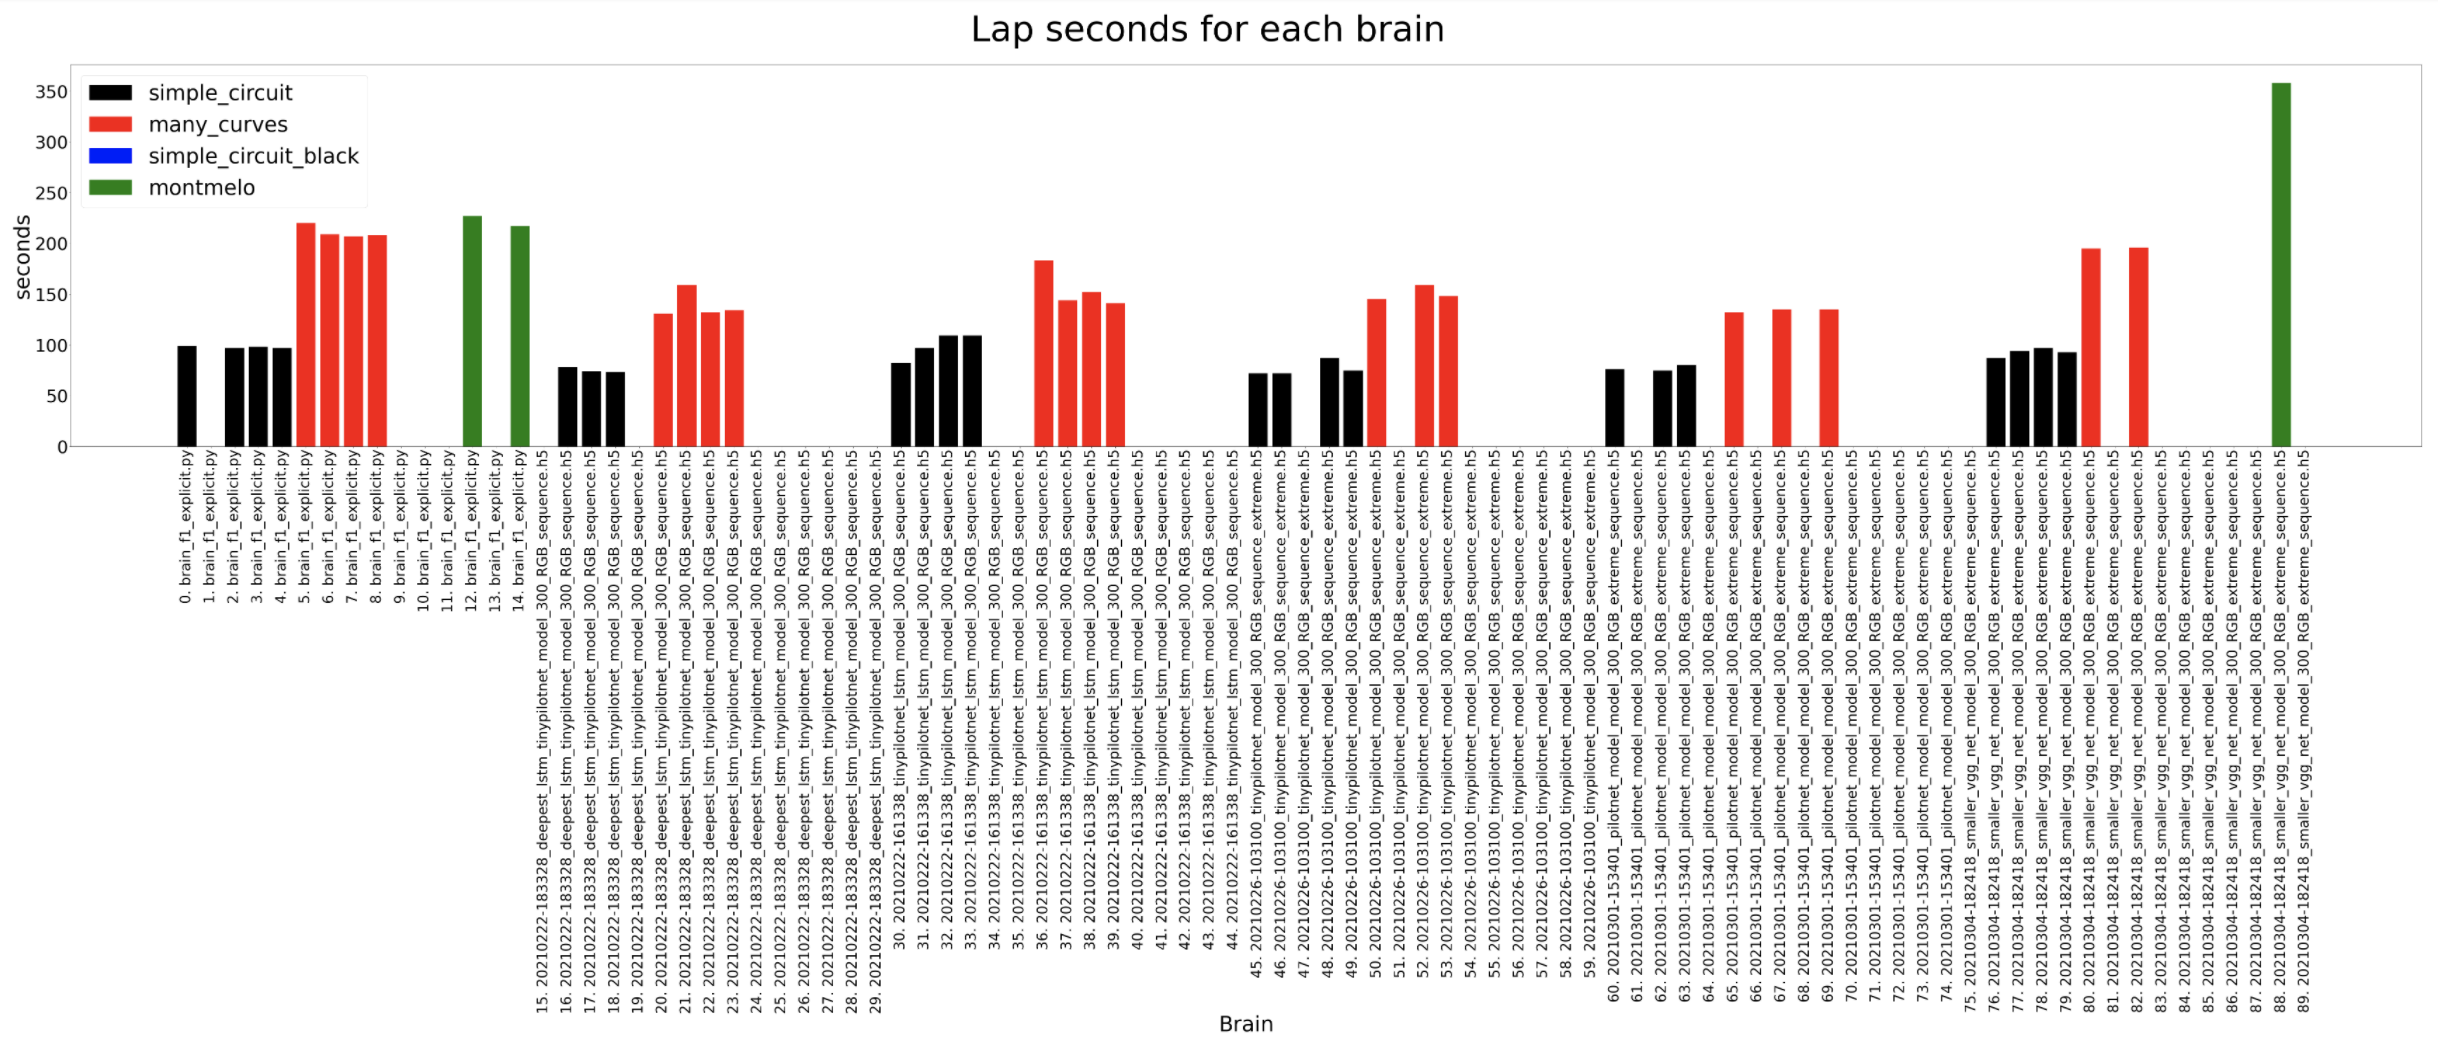 Lap seconds for each brain
simple_circuit
many_curves
simple_circuit_black
montmelo
seconds
350
300
250
200
150
100
50
0
0. brain_f1_explicit.py
1. brain_f1_explicit.py
2. brain_f1_explicit.py
3. brain_f1_explicit.py
4. brain_f1_explicit.py
5. brain_f1_explicit.py
6. brain_f1_explicit.py
7. brain_f1_explicit.py
8. brain_f1_explicit.py
9. brain_f1_explicit.py
10. brain_f1_explicit.py
11. brain_f1_explicit.py
12. brain_f1_explicit.py
13. brain_f1_explicit.py
14. brain_f1_explicit.py
15. 20210222-183328_deepest_lstm_tinypilotnet_model_300_RGB_sequence.h5
16. 20210222-183328_deepest_lstm_tinypilotnet_model_300_RGB_sequence.h5
17. 20210222-183328_deepest_lstm_tinypilotnet_model_300_RGB_sequence.h5
18. 20210222-183328_deepest_lstm_tinypilotnet_model_300_RGB_sequence.h5
19. 20210222-183328_deepest_lstm_tinypilotnet_model_300_RGB_sequence.h5
20. 20210222-183328_deepest_lstm_tinypilotnet_model_300_RGB_sequence.h5
21. 20210222-183328_deepest_lstm_tinypilotnet_model_300_RGB_sequence.h5
22. 20210222-183328_deepest_lstm_tinypilotnet_model_300_RGB_sequence.h5
23. 20210222-183328_deepest_lstm_tinypilotnet_model_300_RGB_sequence.h5
24. 20210222-183328_deepest_lstm_tinypilotnet_model_300_RGB_sequence.h5
25. 20210222-183328_deepest_lstm_tinypilotnet_model_300_RGB_sequence.h5
26. 20210222-183328_deepest_lstm_tinypilotnet_model_300_RGB_sequence.h5
27. 20210222-183328_deepest_lstm_tinypilotnet_model_300_RGB_sequence.h5
28. 20210222-183328_deepest_lstm_tinypilotnet_model_300_RGB_sequence.h5
29. 20210222-183328_deepest_lstm_tinypilotnet_model_300_RGB_sequence.h5
30. 20210222-161338_tinypilotnet_lstm_model_300_RGB_sequence.h5
31. 20210222-161338_tinypilotnet_lstm_model_300_RGB_sequence.h5
32. 20210222-161338_tinypilotnet_lstm_model_300_RGB_sequence.h5
33. 20210222-161338_tinypilotnet_lstm_model_300_RGB_sequence.h5
34. 20210222-161338_tinypilotnet_lstm_model_300_RGB_sequence.h5
35. 20210222-161338_tinypilotnet_lstm_model_300_RGB_sequence.h5
36. 20210222-161338_tinypilotnet_lstm_model_300_RGB_sequence.h5
37. 20210222-161338_tinypilotnet_lstm_model_300_RGB_sequence.h5
38. 20210222-161338_tinypilotnet_lstm_model_300_RGB_sequence.h5
39. 20210222-161338_tinypilotnet_lstm_model_300_RGB_sequence.h5
40. 20210222-161338_tinypilotnet_lstm_model_300_RGB_sequence.h5
41. 20210222-161338_tinypilotnet_lstm_model_300_RGB_sequence.h5
42. 20210222-161338_tinypilotnet_lstm_model_300_RGB_sequence.h5
43. 20210222-161338_tinypilotnet_lstm_model_300_RGB_sequence.h5
44. 20210222-161338_tinypilotnet_lstm_model_300_RGB_sequence.h5
45. 20210226-103100_tinypilotnet_model_300_RGB_sequence_extreme.h5
46. 20210226-103100_tinypilotnet_model_300_RGB_sequence_extreme.h5
47. 20210226-103100_tinypilotnet_model_300_RGB_sequence_extreme.h5
48. 20210226-103100_tinypilotnet_model_300_RGB_sequence_extreme.h5
49. 20210226-103100_tinypilotnet_model_300_RGB_sequence_extreme.h5
50. 20210226-103100_tinypilotnet_model_300_RGB_sequence_extreme.h5
51. 20210226-103100_tinypilotnet_model_300_RGB_sequence_extreme.h5
52. 20210226-103100_tinypilotnet_model_300_RGB_sequence_extreme.h5
53. 20210226-103100_tinypilotnet_model_300_RGB_sequence_extreme.h5
54. 20210226-103100_tinypilotnet_model_300_RGB_sequence_extreme.h5
55. 20210226-103100_tinypilotnet_model_300_RGB_sequence_extreme.h5
56. 20210226-103100_tinypilotnet_model_300_RGB_sequence_extreme.h5
57. 20210226-103100_tinypilotnet_model_300_RGB_sequence_extreme.h5
58. 20210226-103100_tinypilotnet_model_300_RGB_sequence_extreme.h5
59. 20210226-103100_tinypilotnet_model_300_RGB_sequence_extreme.h5
60. 20210301-153401_pilotnet_model_300_RGB_extreme_sequence.h5
61. 20210301-153401_pilotnet_model_300_RGB_extreme_sequence.h5
62. 20210301-153401_pilotnet_model_300_RGB_extreme_sequence.h5
63. 20210301-153401_pilotnet_model_300_RGB_extreme_sequence.h5
64. 20210301-153401_pilotnet_model_300_RGB_extreme_sequence.h5
65. 20210301-153401_pilotnet_model_300_RGB_extreme_sequence.h5
66. 20210301-153401_pilotnet_model_300_RGB_extreme_sequence.h5
67. 20210301-153401_pilotnet_model_300_RGB_extreme_sequence.h5
68. 20210301-153401_pilotnet_model_300_RGB_extreme_sequence.h5
69. 20210301-153401_pilotnet_model_300_RGB_extreme_sequence.h5
70. 20210301-153401_pilotnet_model_300_RGB_extreme_sequence.h5
71. 20210301-153401_pilotnet_model_300_RGB_extreme_sequence.h5
72. 20210301-153401_pilotnet_model_300_RGB_extreme_sequence.h5
73. 20210301-153401_pilotnet_model_300_RGB_extreme_sequence.h5
74. 20210301-153401_pilotnet_model_300_RGB_extreme_sequence.h5
75. 20210304-182418_smaller_vgg_net_model_300_RGB_extreme_sequence.h5
76. 20210304-182418_smaller_vgg_net_model_300_RGB_extreme_sequence.h5
77. 20210304-182418_smaller_vgg_net_model_300_RGB_extreme_sequence.h5
78. 20210304-182418_smaller_vgg_net_model_300_RGB_extreme_sequence.h5
79. 20210304-182418_smaller_vgg_net_model_300_RGB_extreme_sequence.h5
80. 20210304-182418_smaller_vgg_net_model_300_RGB_extreme_sequence.h5
81. 20210304-182418_smaller_vgg_net_model_300_RGB_extreme_sequence.h5
82. 20210304-182418_smaller_vgg_net_model_300_RGB_extreme_sequence.h5
83. 20210304-182418_smaller_vgg_net_model_300_RGB_extreme_sequence.h5
84. 20210304-182418_smaller_vgg_net_model_300_RGB_extreme_sequence.h5
85. 20210304-182418_smaller_vgg_net_model_300_RGB_extreme_sequence.h5
86. 20210304-182418_smaller_vgg_net_model_300_RGB_extreme_sequence.h5
87. 20210304-182418_smaller_vgg_net_model_300_RGB_extreme_sequence.h5
88. 20210304-182418_smaller_vgg_net_model_300_RGB_extreme_sequence.h5
89. 20210304-182418_smaller_vgg_net_model_300_RGB_extreme_sequence.h5
Brain